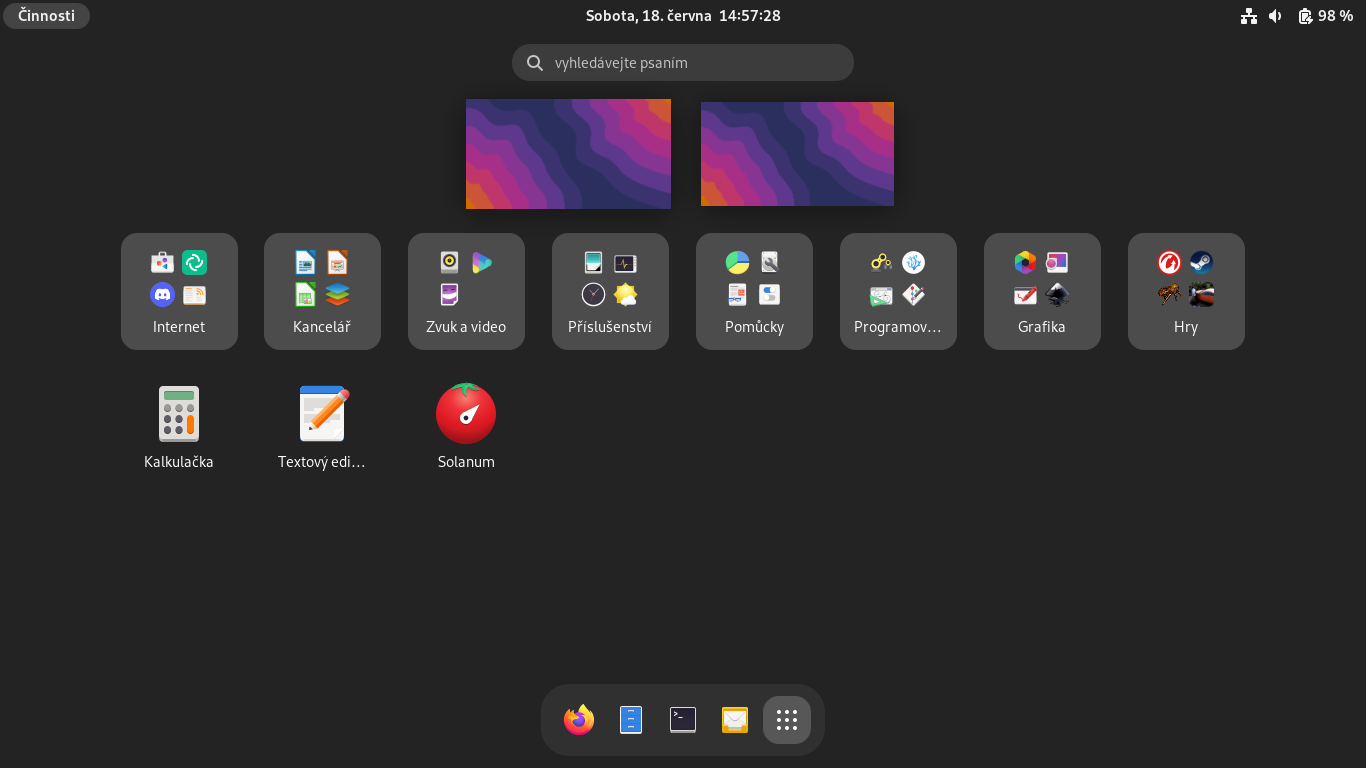 Činnosti
Sobota, 18. června 14:57:28
98 %
vyhledávejte psaním
Internet
Kancelář
Zvuk a video
Příslušenství
Pomůcky
Programov…
Grafika
Hry
Kalkulačka
Textový edi…
Solanum